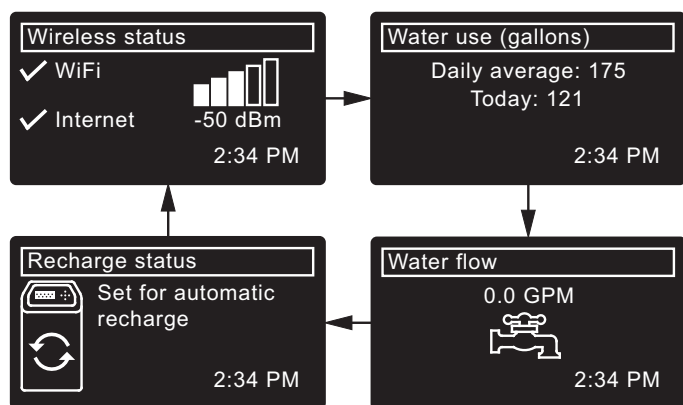 Wireless status
WiFi
Internet
-50 dBm
2:34 PM
Water use (gallons)
Daily average: 175
Today: 121
2:34 PM
Water flow
0.0 GPM
2:34 PM
Recharge status
Set for automatic
recharge
2:34 PM